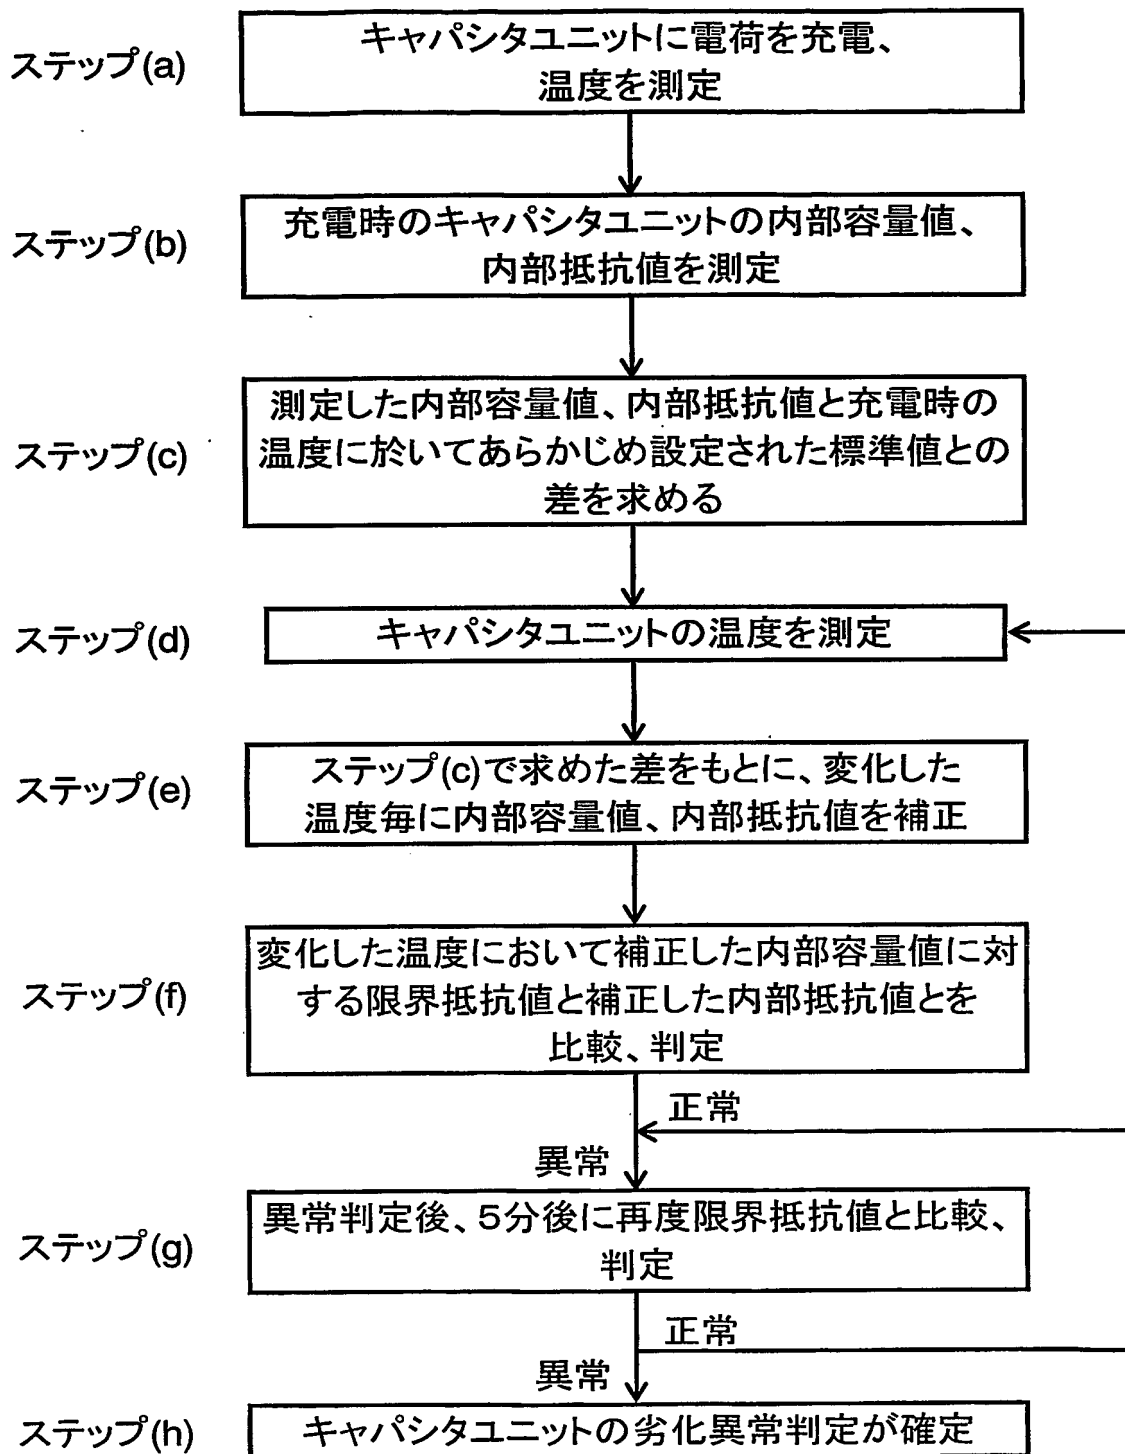 ステップ(a)
キャパシタユニットに電荷を充電、
温度を測定
ステップ(b)
充電時のキャパシタユニットの内部容量値、
内部抵抗値を測定
ステップ(c)
測定した内部容量値、内部抵抗値と充電時の
温度に於いてあらかじめ設定された標準値との
差を求める
ステップ(d)
キャパシタユニットの温度を測定
ステップ(e)
ステップ(c)で求めた差をもとに、変化した
温度毎に内部容量値、内部抵抗値を補正
ステップ(f)
変化した温度において補正した内部容量値に対
する限界抵抗値と補正した内部抵抗値とを
比較、判定
正常
異常
ステップ(g)
異常判定後、5分後に再度限界抵抗値と比較、
判定
正常
異常
ステップ(h)
キャパシタユニットの劣化異常判定が確定